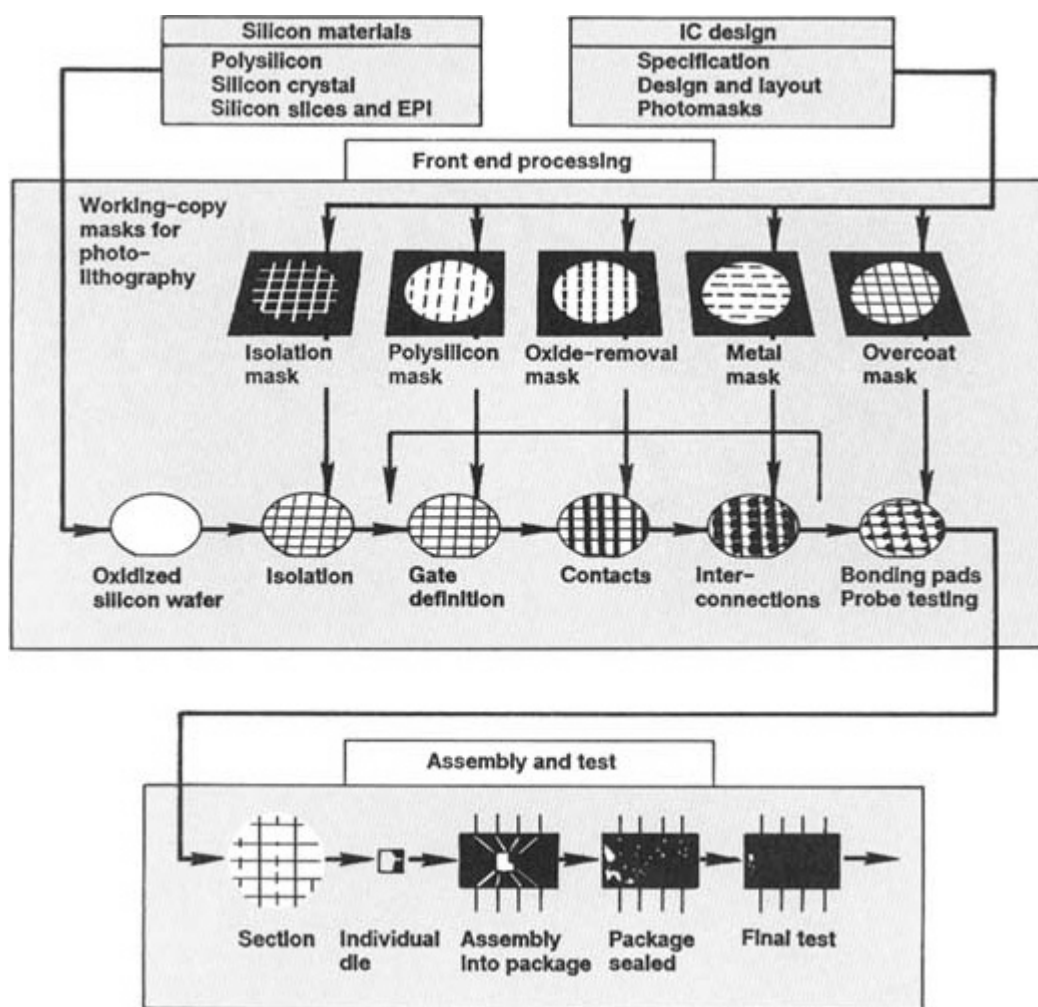 Silicon materials
Polysilicon
Silicon crystal
Silicon slices and EPI
IC design
Specification
Design and layout
Photomasks
Front end processing
Working-copy
masks for
photo-
lithography
Isolation
mask
Polysilicon
mask
Oxide-removal
mask
Metal
mask
Overcoat
mask
Oxidized
silicon wafer
Isolation
Gate
definition
Contacts
Inter-
connections
Bonding pads
Probe testing
Assembly and test
Section
Individual
die
Assembly
into package
Package
sealed
Final test